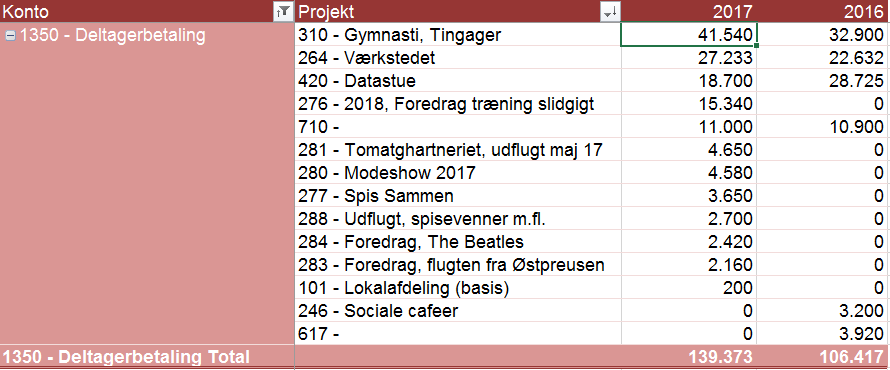 Konto Projekt 2017 2016
1350 - Deltagerbetaling 310 - Gymnasti, Tingager 41.540 32.900
264 - Værkstedet 27.233 22.632
420 - Datastue 18.700 28.725
276 - 2018, Foredrag træning slidgigt 15.340 0
710 - 11.000 10.900
281 - Tomatghartneriet, udflugt maj 17 4.650 0
280 - Modeshow 2017 4.580 0
277 - Spis Sammen 3.650 0
288 - Udflugt, spisevenner m.fl. 2.700 0
284 - Foredrag, The Beatles 2.420 0
283 - Foredrag, flugten fra Østpreusen 2.160 0
101 - Lokalafdeling (basis) 200 0
246 - Sociale cafeer 0 3.200
617 - 0 3.920
1350 - Deltagerbetaling Total 139.373 106.417